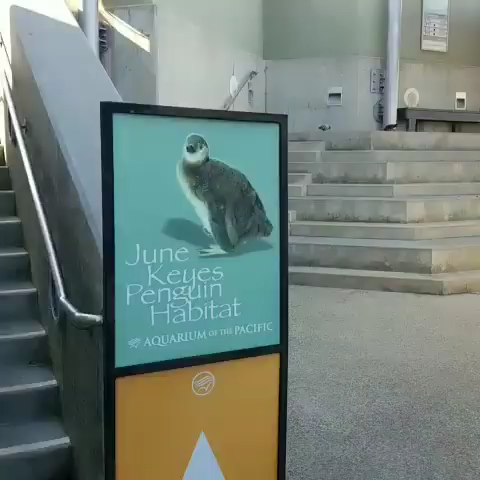 June
Keyes
Penguin
Habitat
AQUARIUM OF THE PACIFIC